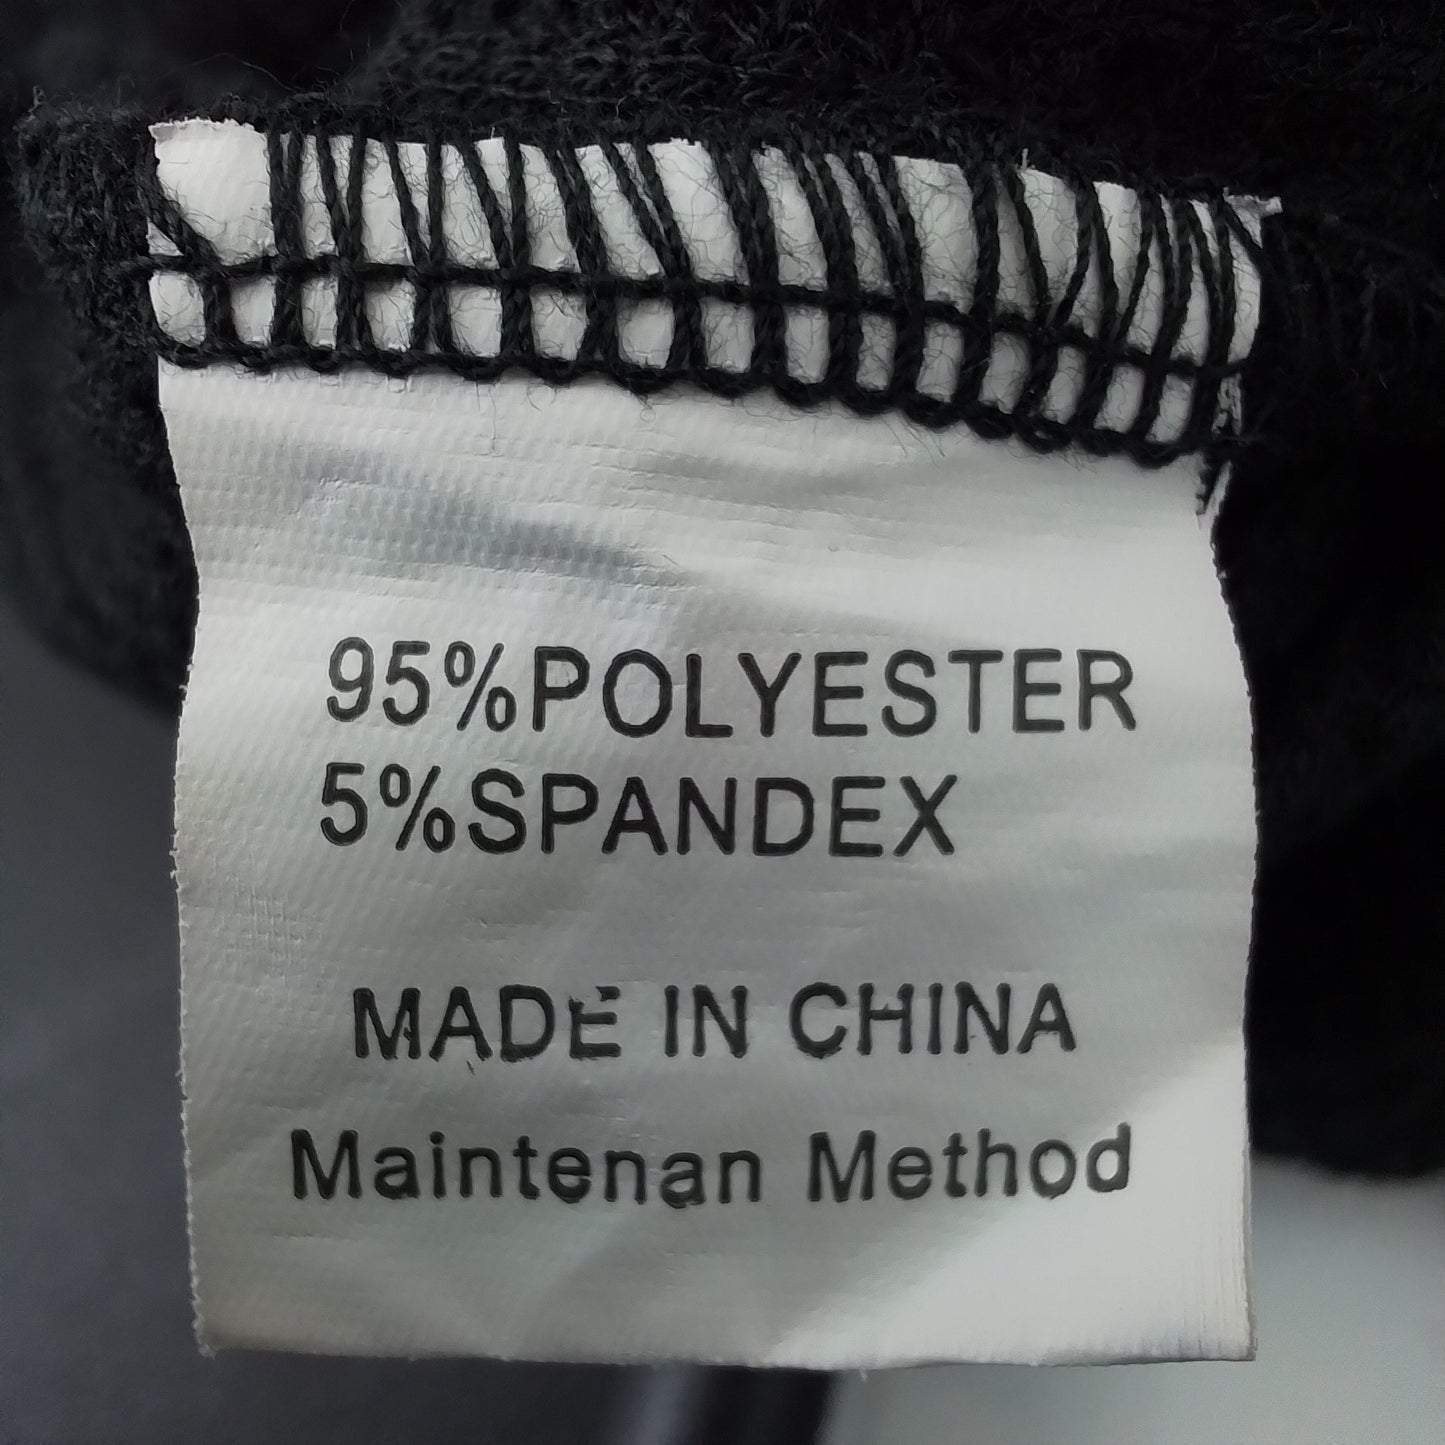 95%POLYESTER
5%SPANDEX
MADE IN CHINA
Maintenan Method